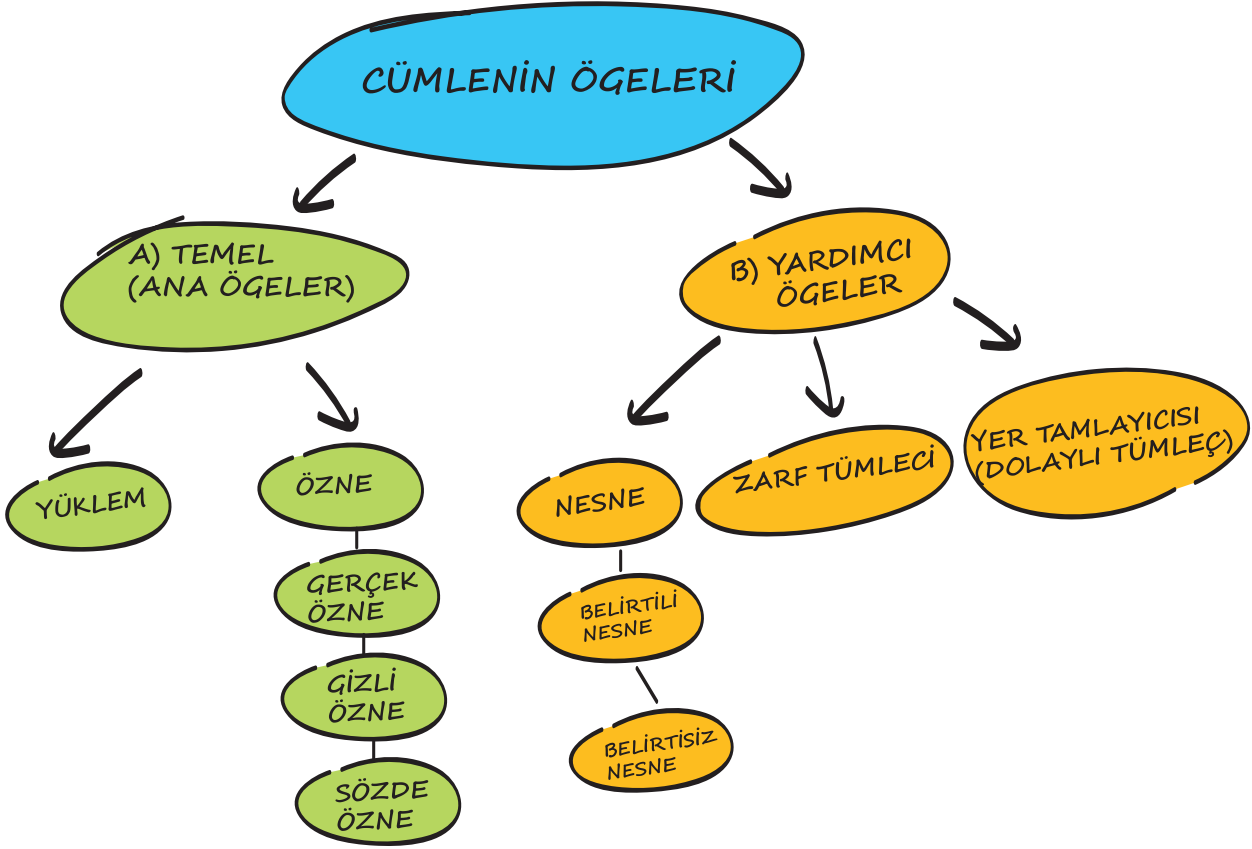 CÜMLENİN ÖGELERİ
A) TEMEL
(ANA ÖGELER)
B) YARDIMCI
ÖGELER
YÜKLEM
ÖZNE
GERÇEK
ÖZNE
GİZLİ
ÖZNE
SÖZDE
ÖZNE
NESNE
BELİRTİLİ
NESNE
BELİRTİSİZ
NESNE
ZARF TÜMLECİ
YER TAMLAYICISI
(DOLAYLI TÜMLEÇ)